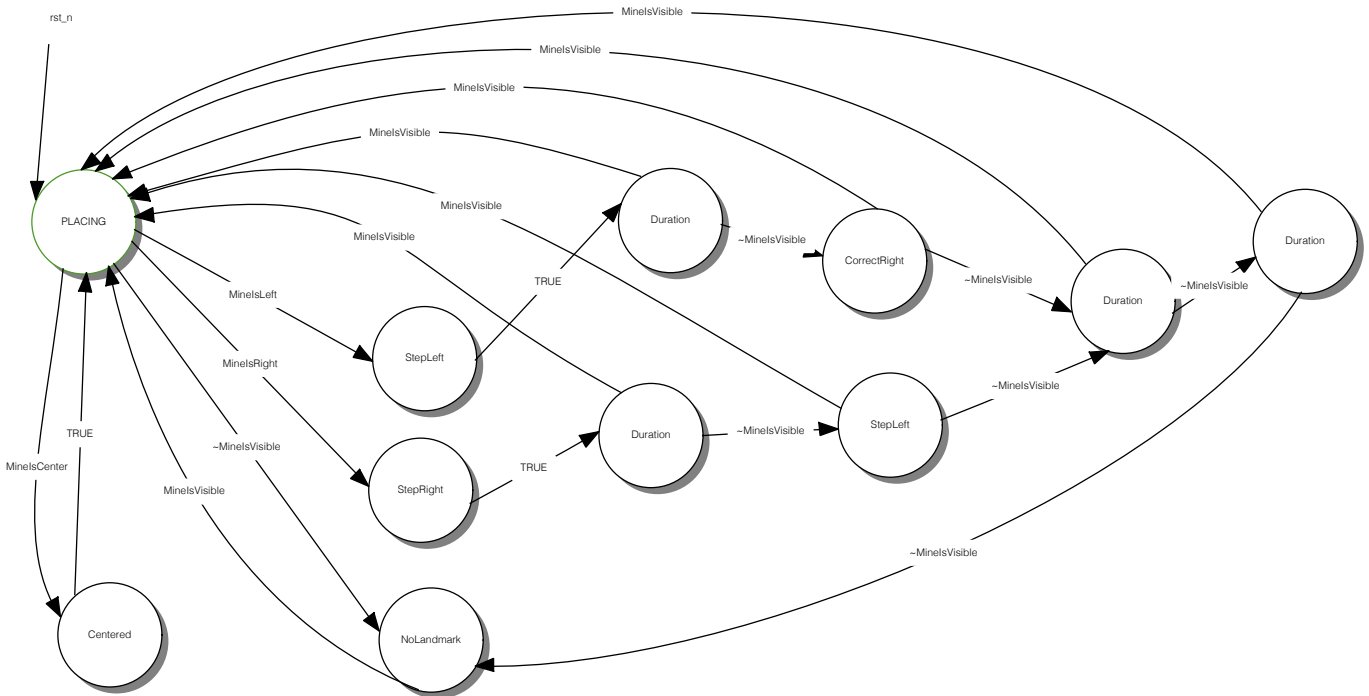 MineIsVisible
rst_n
MineIsVisible
MineIsVisible
MineIsVisible
MineIsVisible
PLACING
Duration
MineIsVisible
~MineIsVisible
Duration
CorrectRight
TRUE
~MineIsVisible
~MineIsVisible
MineIsLeft
Duration
StepLeft
MineIsRight
~MineIsVisible
StepLeft
TRUE
Duration
~MineIsVisible
~MineIsVisible
MineIsCenter
TRUE
MineIsVisible
StepRight
~MineIsVisible
Centered
NoLandmark